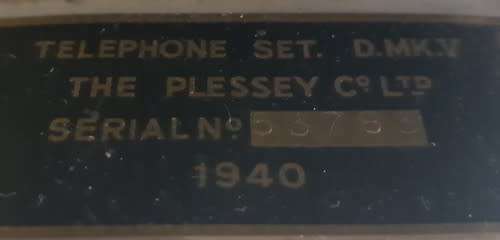 TELEPHONE SET. D.MK.V
THE PLESSEY Cº LTD
SERIAL Nº
1940